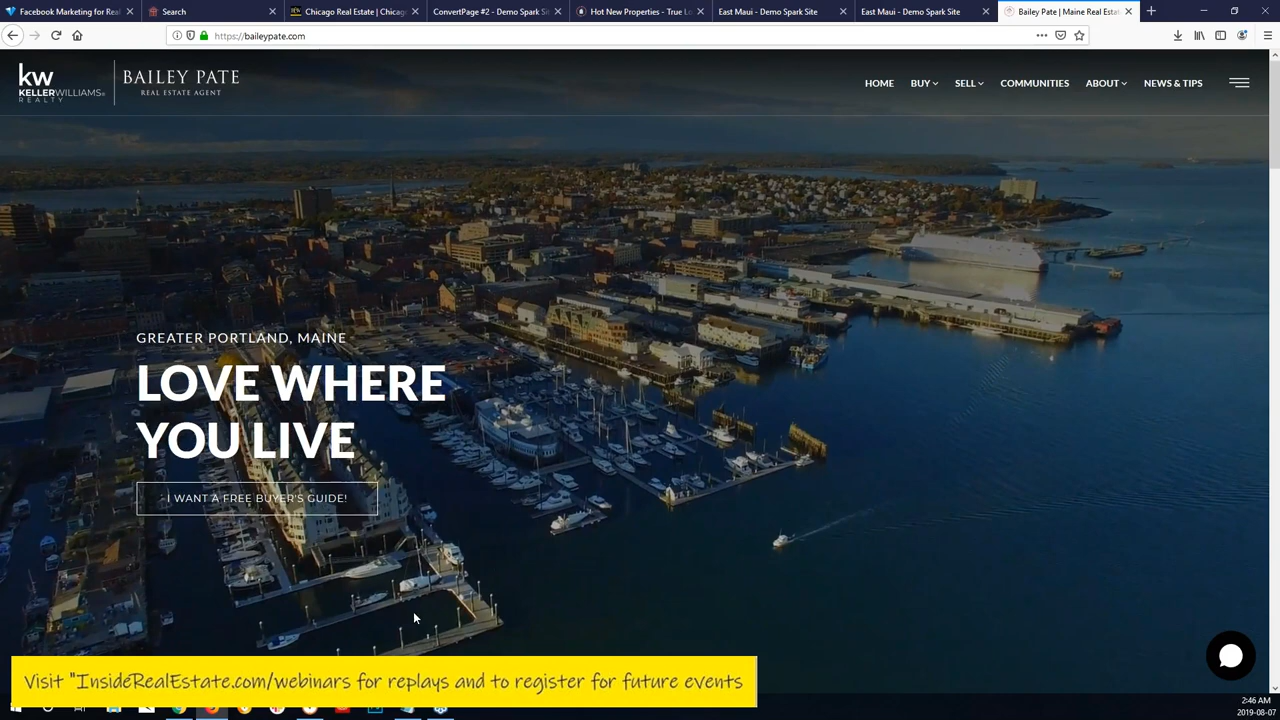 Facebook Marketing for Real
Search
Chicago Real Estate | Chicag
ConvertPage #2 - Demo Spark Si
Hot New Properties - True Lo
East Maui - Demo Spark Site
East Maui - Demo Spark Site
Bailey Pate | Maine Real Estat
https://baileypate.com
kw
KELLERWILLIAMS®
REALTY
BAILEY PATE
REAL ESTATE AGENT
HOME
BUY
SELL
COMMUNITIES
ABOUT
NEWS & TIPS
GREATER PORTLAND, MAINE
LOVE WHERE
YOU LIVE
I WANT A FREE BUYER'S GUIDE!
Visit "InsideRealEstate.com/webinars for replays and to register for future events
2:46 AM
2019-08-07